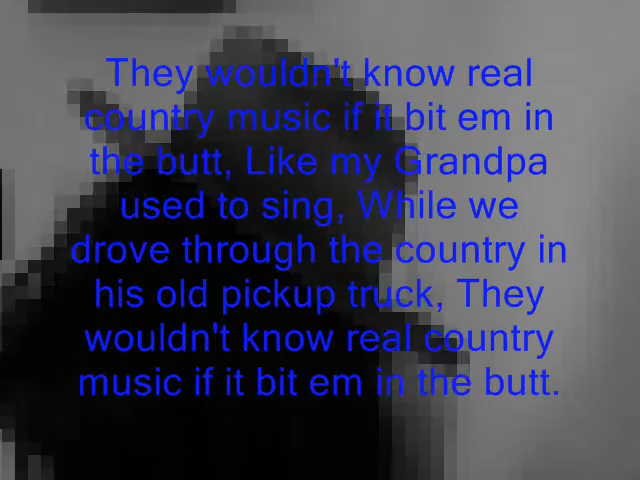 They wouldn't know real
country music if it bit em in
the butt, Like my Grandpa
used to sing, While we
drove through the country in
his old pickup truck, They
wouldn't know real country
music if it bit em in the butt.